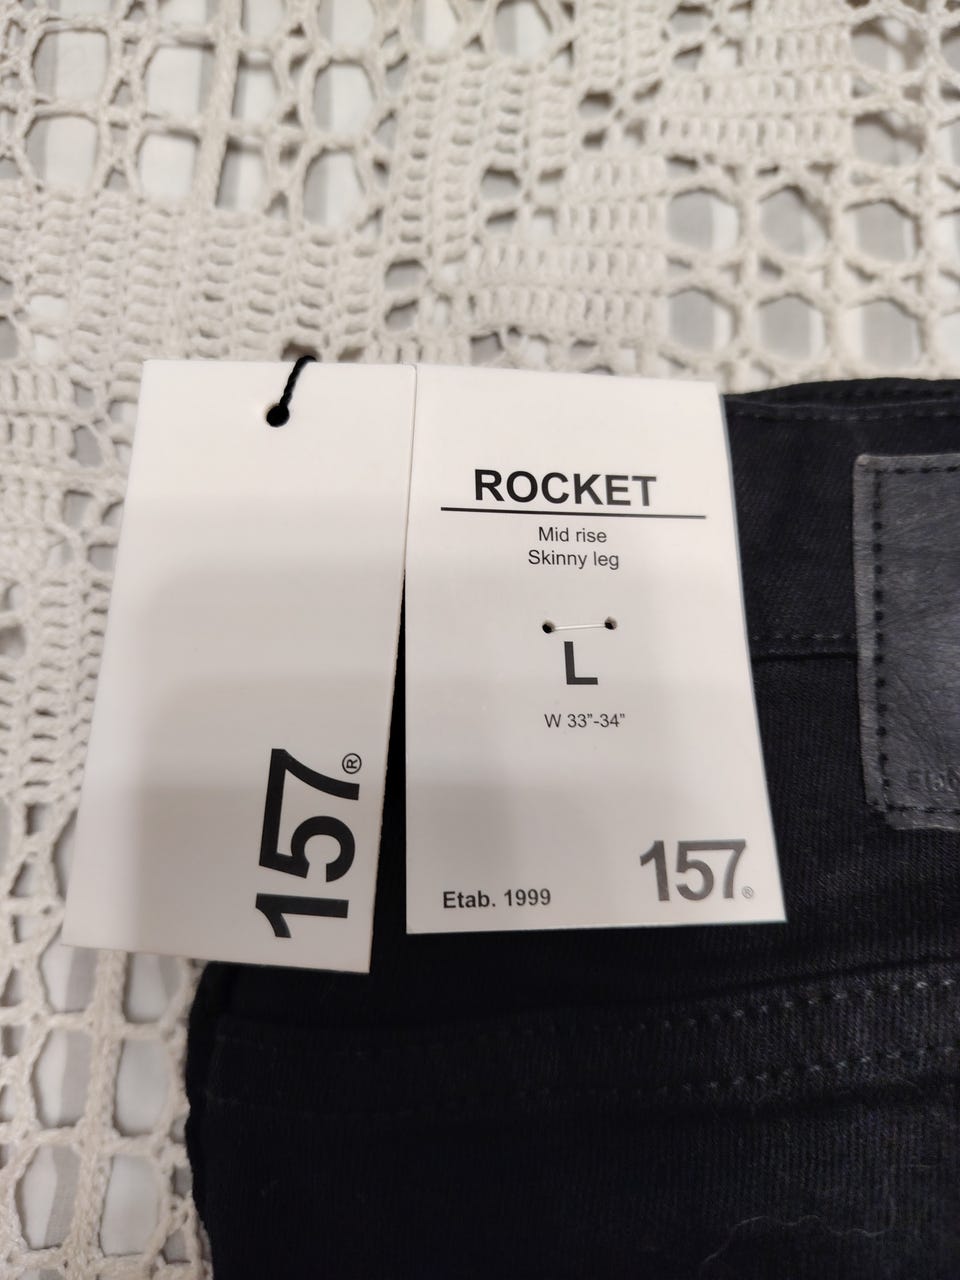 157®
ROCKET
Mid rise
Skinny leg
L
W 33”-34”
Etab. 1999
157®